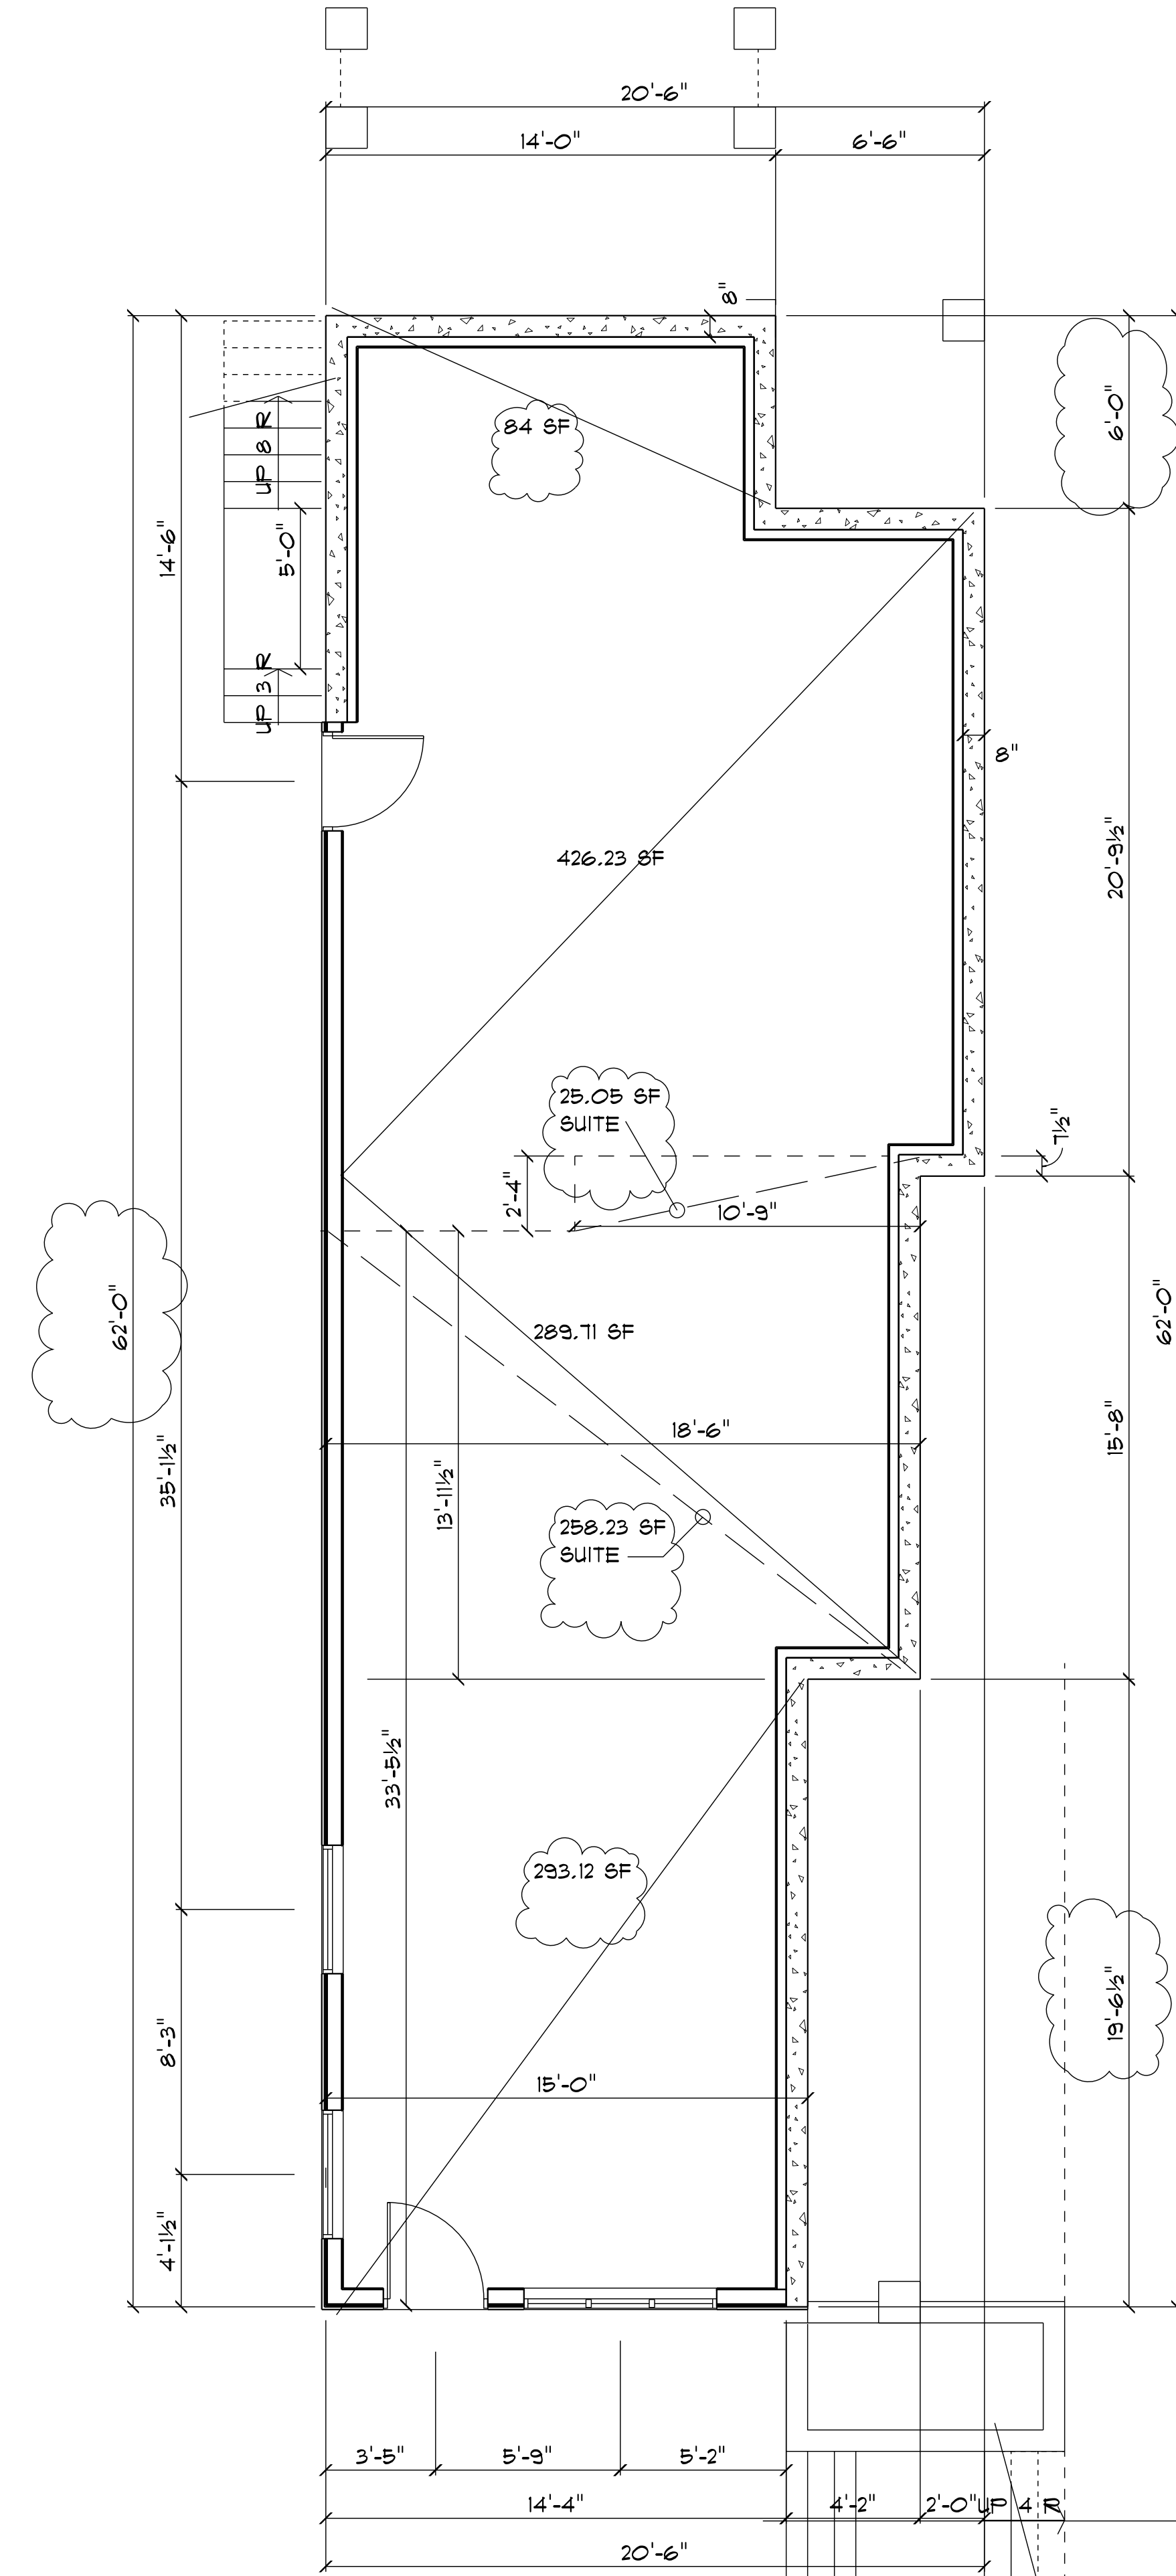 20'-6"
14'-0"
6'-6"
8"
84 SF
6'-0"
UP 8 R
14'-6"
5'-0"
UP 3 R
8"
426.23 SF
20'-9½"
25.05 SF
SUITE
7½"
2'-4"
10'-9"
62'-0"
62'-0"
289.71 SF
18'-6"
15'-8"
35'-1½"
13'-11½"
258.23 SF
SUITE
33'-5½"
293.12 SF
19'-6½"
8'-3"
15'-0"
4'-1½"
3'-5"
5'-9"
5'-2"
14'-4"
4'-2"
2'-0"
UP 4 R
20'-6"